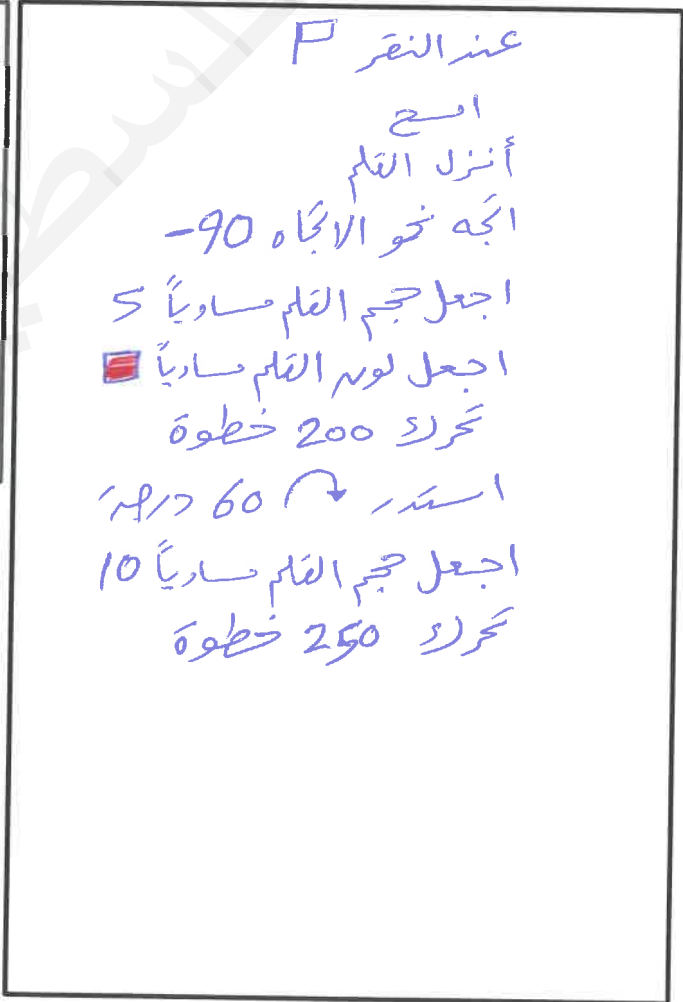 عند النقر
امسح
أنزل القلم
اتجه نحو الاتجاه 90-
اجعل حجم القلم مساوياً 5
اجعل لون القلم مساوياً
تحرك 200 خطوة
استدر 60 درجة
اجعل حجم القلم مساوياً 10
تحرك 250 خطوة